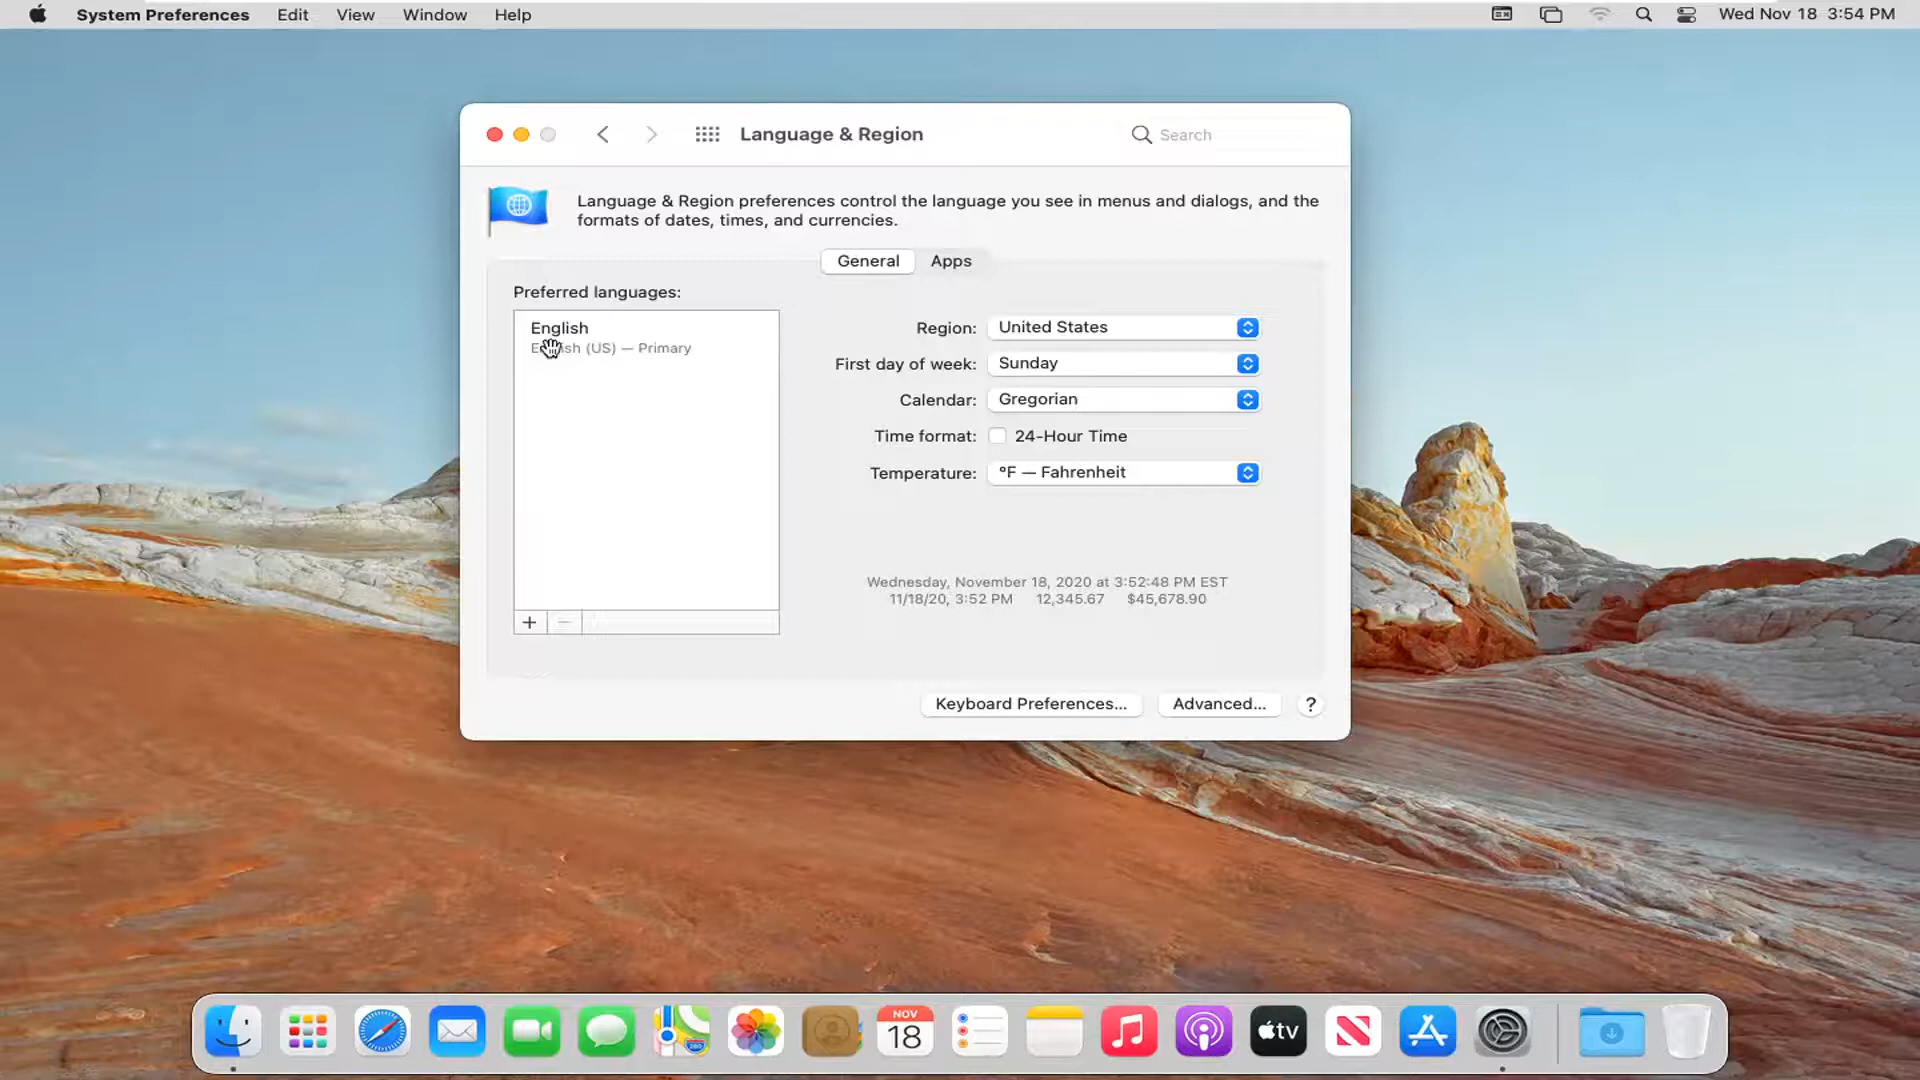 System Preferences Edit View Window Help Wed Nov 18 3:54 PM
Language & Region
Search
Language & Region preferences control the language you see in menus and dialogs, and the
formats of dates, times, and currencies.
General Apps
Preferred languages:
English
(US) — Primary
Region: United States
First day of week: Sunday
Calendar: Gregorian
Time format: 24-Hour Time
Temperature: °F — Fahrenheit
Wednesday, November 18, 2020 at 3:52:48 PM EST
11/18/20, 3:52 PM 12,345.67 $45,678.90
Keyboard Preferences... Advanced... ?
NOV
18
280
tv